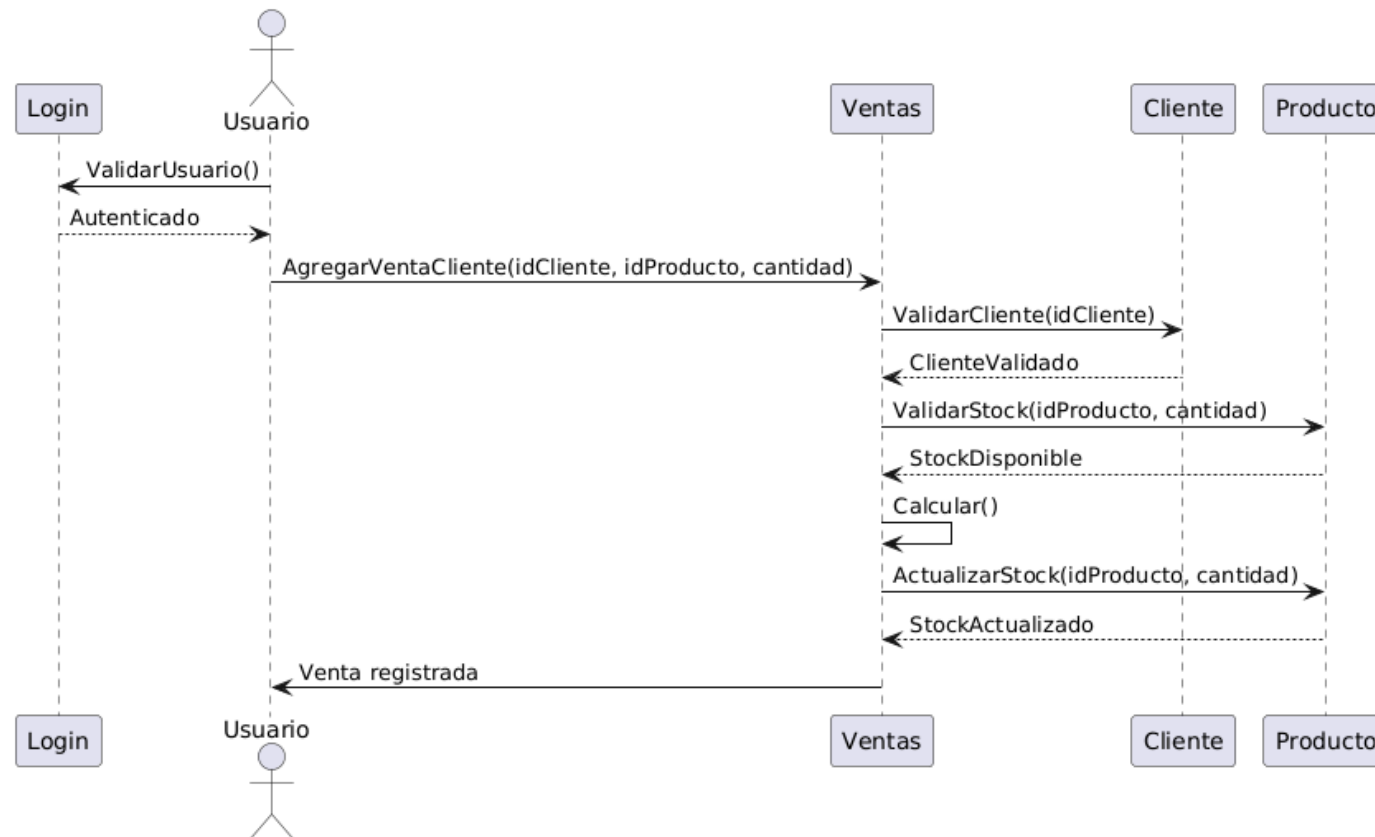 Login
Usuario
Ventas
Cliente
Producto
ValidarUsuario()
Autenticado
AgregarVentaCliente(idCliente, idProducto, cantidad)
ValidarCliente(idCliente)
ClienteValidado
ValidarStock(idProducto, cantidad)
StockDisponible
Calcular()
ActualizarStock(idProducto, cantidad)
StockActualizado
Venta registrada
Login
Usuario
Ventas
Cliente
Producto